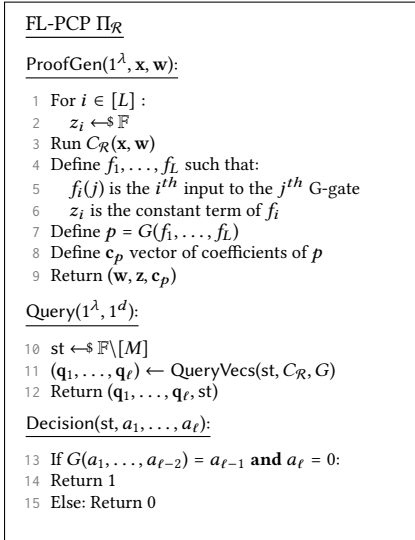 FL-PCP Π_ℛ
ProofGen(1^λ, x, w):
1 For i ∈ [L] :
2 z_i ←$ 𝔽
3 Run C_ℛ(x, w)
4 Define f_1, . . . , f_L such that:
5 f_i(j) is the i^th input to the j^th G-gate
6 z_i is the constant term of f_i
7 Define p = G(f_1, . . . , f_L)
8 Define c_p vector of coefficients of p
9 Return (w, z, c_p)
Query(1^λ, 1^d):
10 st ←$ 𝔽\[M]
11 (q_1, . . . , q_ℓ) ← QueryVecs(st, C_ℛ, G)
12 Return (q_1, . . . , q_ℓ, st)
Decision(st, a_1, . . . , a_ℓ):
13 If G(a_1, . . . , a_{ℓ−2}) = a_{ℓ−1} and a_ℓ = 0:
14 Return 1
15 Else: Return 0